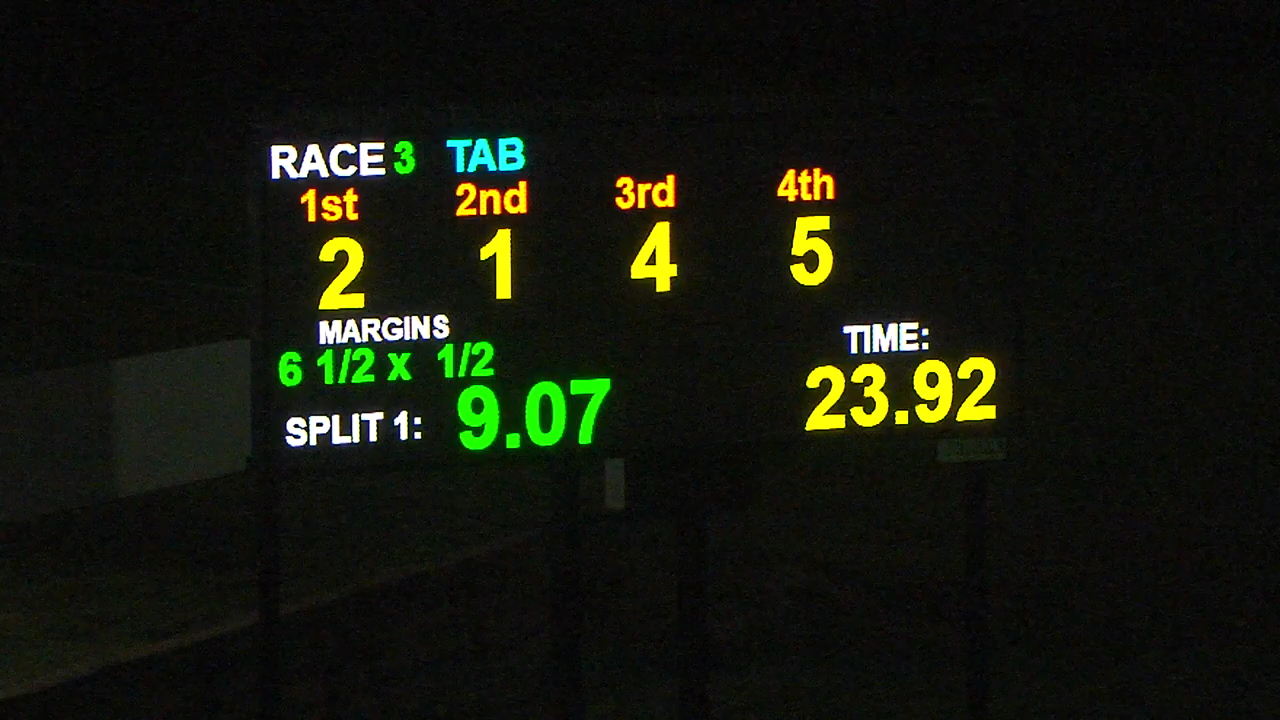 RACE 3 TAB
1st 2nd 3rd 4th
2 1 4 5
MARGINS
6 1/2 x 1/2
TIME:
SPLIT 1: 9.07
23.92